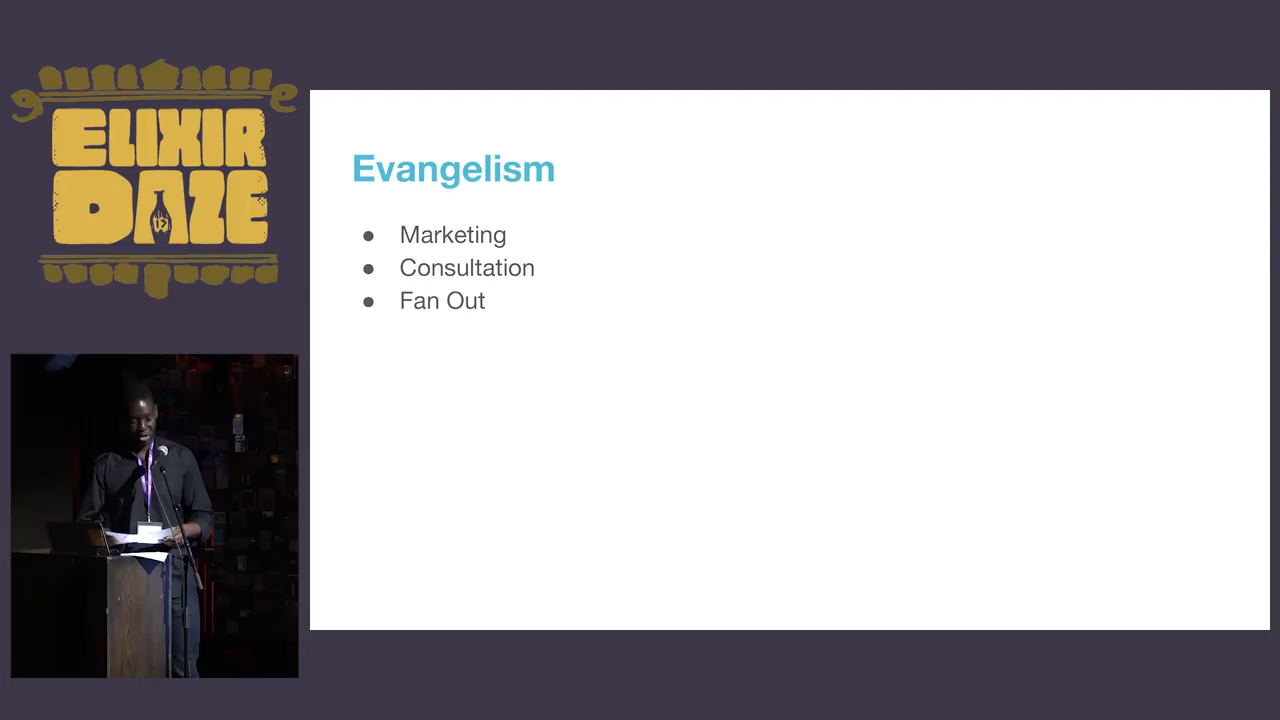 ELIXIR
DAZE
Evangelism
● Marketing
● Consultation
● Fan Out